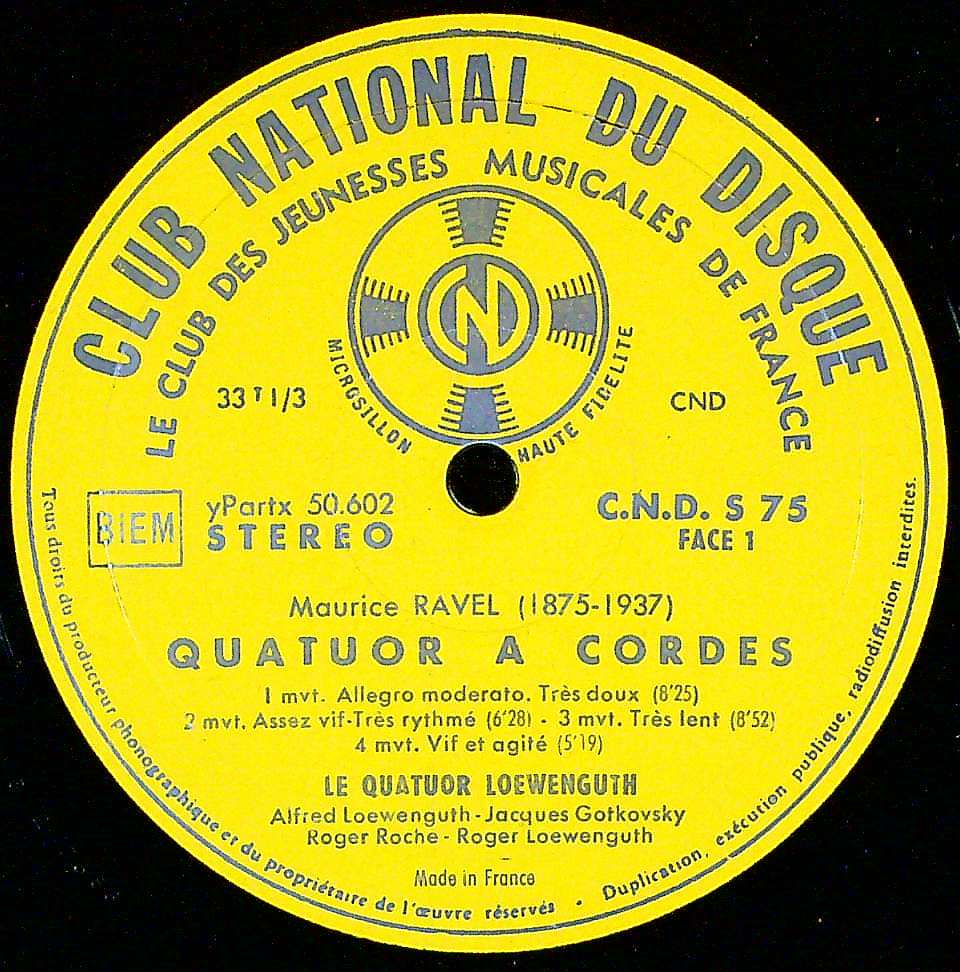 CLUB NATIONAL DU DISQUE
LE CLUB DES JEUNESSES MUSICALES DE FRANCE
CND
MICROSILLON HAUTE FIDELITE
33 T 1/3
CND
BIEM
yPartx 50.602
STEREO
C.N.D. S 75
FACE 1
Maurice RAVEL (1875-1937)
QUATUOR A CORDES
1 mvt. Allegro moderato. Très doux (8'25)
2 mvt. Assez vif-Très rythmé (6'28) - 3 mvt. Très lent (8'52)
4 mvt. Vif et agité (5'19)
LE QUATUOR LOEWENGUTH
Alfred Loewenguth - Jacques Gotkovsky
Roger Roche - Roger Loewenguth
Made in France
Tous droits du producteur phonographique et du propriétaire de l'œuvre réservés • Duplication, exécution publique, radiodiffusion interdites.